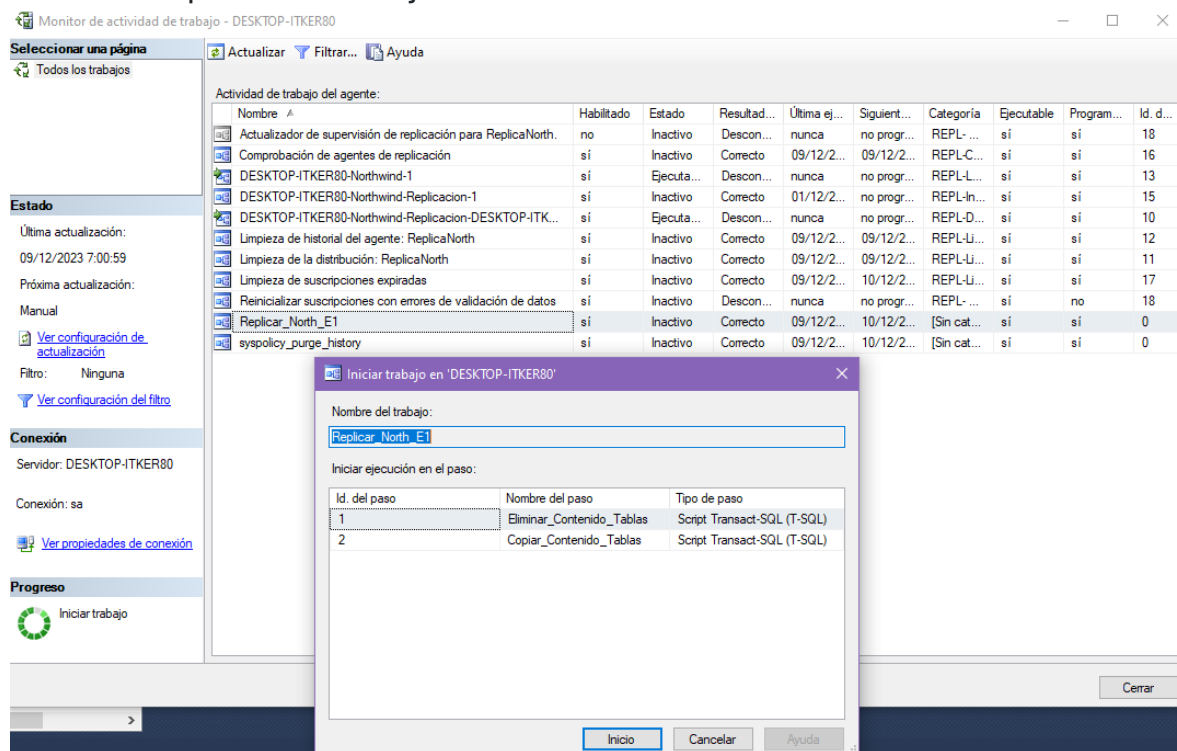 Monitor de actividad de trabajo - DESKTOP-ITKER80
Seleccionar una página
Todos los trabajos
Actualizar Filtrar... Ayuda
Actividad de trabajo del agente:
Nombre Habilitado Estado Resultad... Última ej... Siguient... Categoría Ejecutable Program... Id. d...
Actualizador de supervisión de replicación para ReplicaNorth. no Inactivo Descon... nunca no progr... REPL- ... sí sí 18
Comprobación de agentes de replicación sí Inactivo Correcto 09/12/2... 09/12/2... REPL-C... sí sí 16
DESKTOP-ITKER80-Northwind-1 sí Ejecuta... Descon... nunca no progr... REPL-L... sí sí 13
DESKTOP-ITKER80-Northwind-Replicacion-1 sí Inactivo Correcto 01/12/2... no progr... REPL-In... sí sí 15
DESKTOP-ITKER80-Northwind-Replicacion-DESKTOP-ITK... sí Ejecuta... Descon... nunca no progr... REPL-D... sí sí 10
Limpieza de historial del agente: ReplicaNorth sí Inactivo Correcto 09/12/2... 09/12/2... REPL-Li... sí sí 12
Limpieza de la distribución: ReplicaNorth sí Inactivo Correcto 09/12/2... 09/12/2... REPL-Li... sí sí 11
Limpieza de suscripciones expiradas sí Inactivo Correcto 09/12/2... 10/12/2... REPL-Li... sí sí 17
Reinicializar suscripciones con errores de validación de datos sí Inactivo Descon... nunca no progr... REPL- ... sí no 18
Replicar_North_E1 sí Inactivo Correcto 09/12/2... 10/12/2... [Sin cat... sí sí 0
syspolicy_purge_history sí Inactivo Correcto 09/12/2... 10/12/2... [Sin cat... sí sí 0
Estado
Última actualización:
09/12/2023 7:00:59
Próxima actualización:
Manual
Ver configuración de
actualización
Filtro: Ninguna
Ver configuración del filtro
Conexión
Servidor: DESKTOP-ITKER80
Conexión: sa
Ver propiedades de conexión
Progreso
Iniciar trabajo
Iniciar trabajo en 'DESKTOP-ITKER80'
Nombre del trabajo:
Replicar_North_E1
Iniciar ejecución en el paso:
Id. del paso Nombre del paso Tipo de paso
1 Eliminar_Contenido_Tablas Script Transact-SQL (T-SQL)
2 Copiar_Contenido_Tablas Script Transact-SQL (T-SQL)
Inicio Cancelar Ayuda
Cerrar